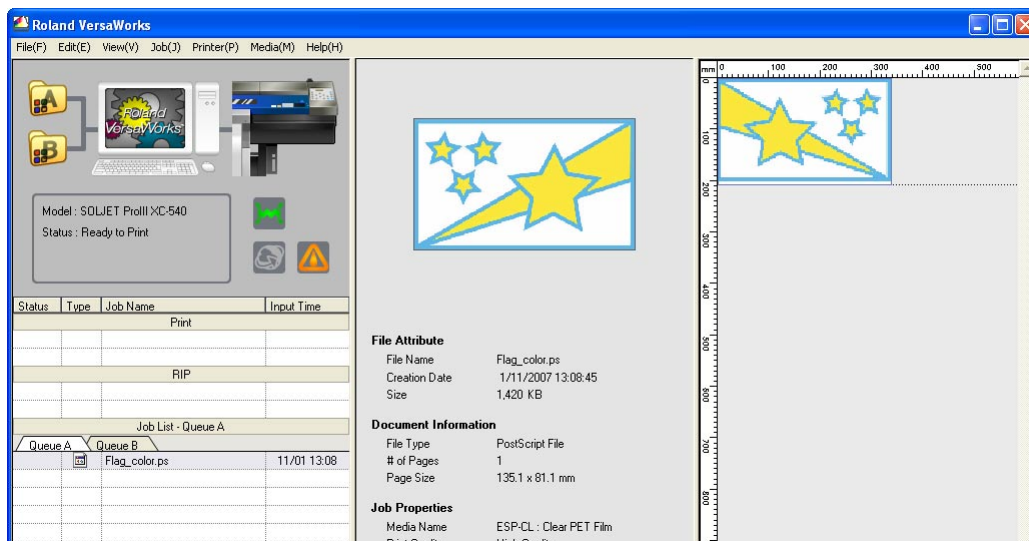 Roland VersaWorks
File(F) Edit(E) View(V) Job(J) Printer(P) Media(M) Help(H)
A
B
Roland
VersaWorks
Model : SOLJET ProIII XC-540
Status : Ready to Print
Status Type Job Name Input Time
Print
RIP
Job List - Queue A
Queue A Queue B
Flag_color.ps 11/01 13:08
File Attribute
File Name Flag_color.ps
Creation Date 1/11/2007 13:08:45
Size 1,420 KB
Document Information
File Type PostScript File
# of Pages 1
Page Size 135.1 x 81.1 mm
Job Properties
Media Name ESP-CL : Clear PET Film
mm 0 100 200 300 400 500
0
100
200
300
400
500
600
700
800